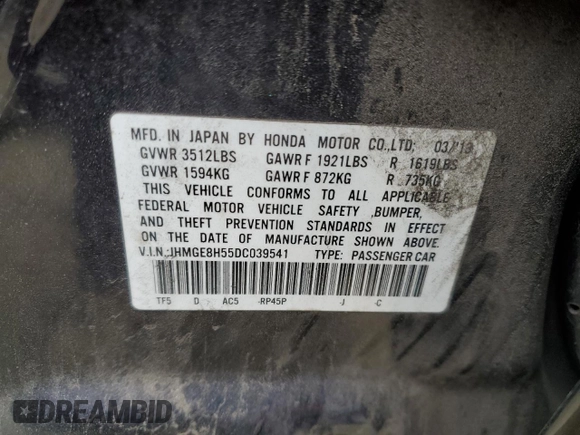 MFD. IN JAPAN BY HONDA MOTOR CO.,LTD; 03/'13
GVWR 3512LBS GAWR F 1921LBS R 1619LBS
GVWR 1594KG GAWR F 872KG R 735KG
THIS VEHICLE CONFORMS TO ALL APPLICABLE
FEDERAL MOTOR VEHICLE SAFETY ,BUMPER,
AND THEFT PREVENTION STANDARDS IN EFFECT
ON THE DATE OF MANUFACTURE SHOWN ABOVE.
V.I.N.:JHMGE8H55DC039541 TYPE: PASSENGER CAR
TF5 D AC5 -RP45P -J -C
DREAMBID